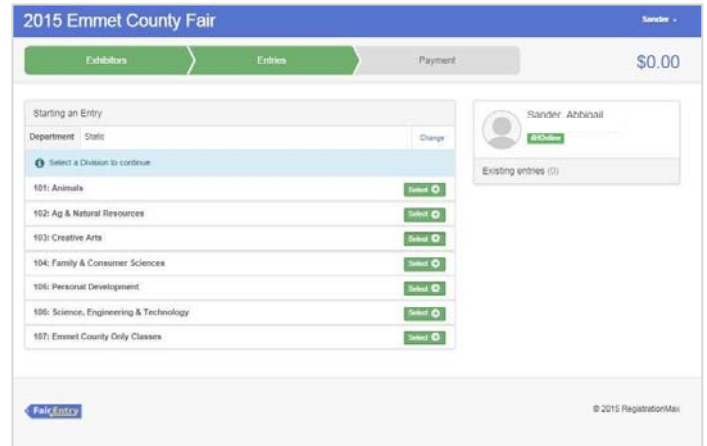 2015 Emmet County Fair
Sander
Exhibitors
Entries
Payment
$0.00
Starting an Entry
Department Static Change
Select a Division to continue
101: Animals Select
102: Ag & Natural Resources Select
103: Creative Arts Select
104: Family & Consumer Sciences Select
105: Personal Development Select
106: Science, Engineering & Technology Select
107: Emmet County Only Classes Select
Sander, Abbigail
4HOnline
Existing entries (0)
FairEntry
© 2015 RegistrationMax